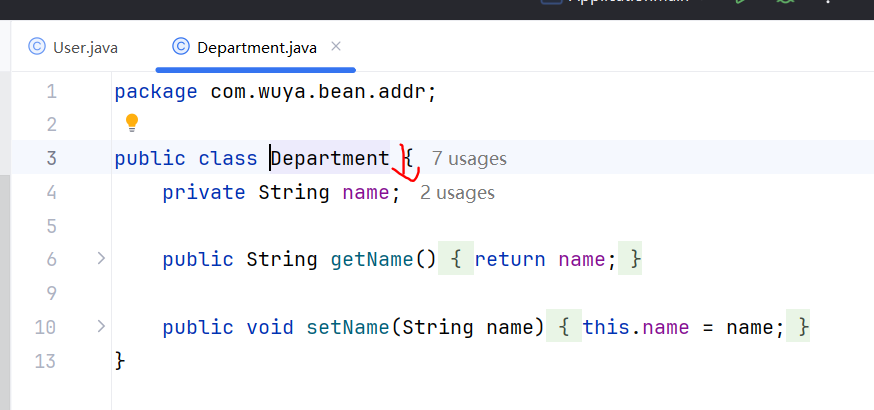 User.java Department.java
1 package com.wuya.bean.addr;
2
3 public class Department { 7 usages
4 private String name; 2 usages
5
6 public String getName() { return name; }
9
10 public void setName(String name) { this.name = name; }
13 }